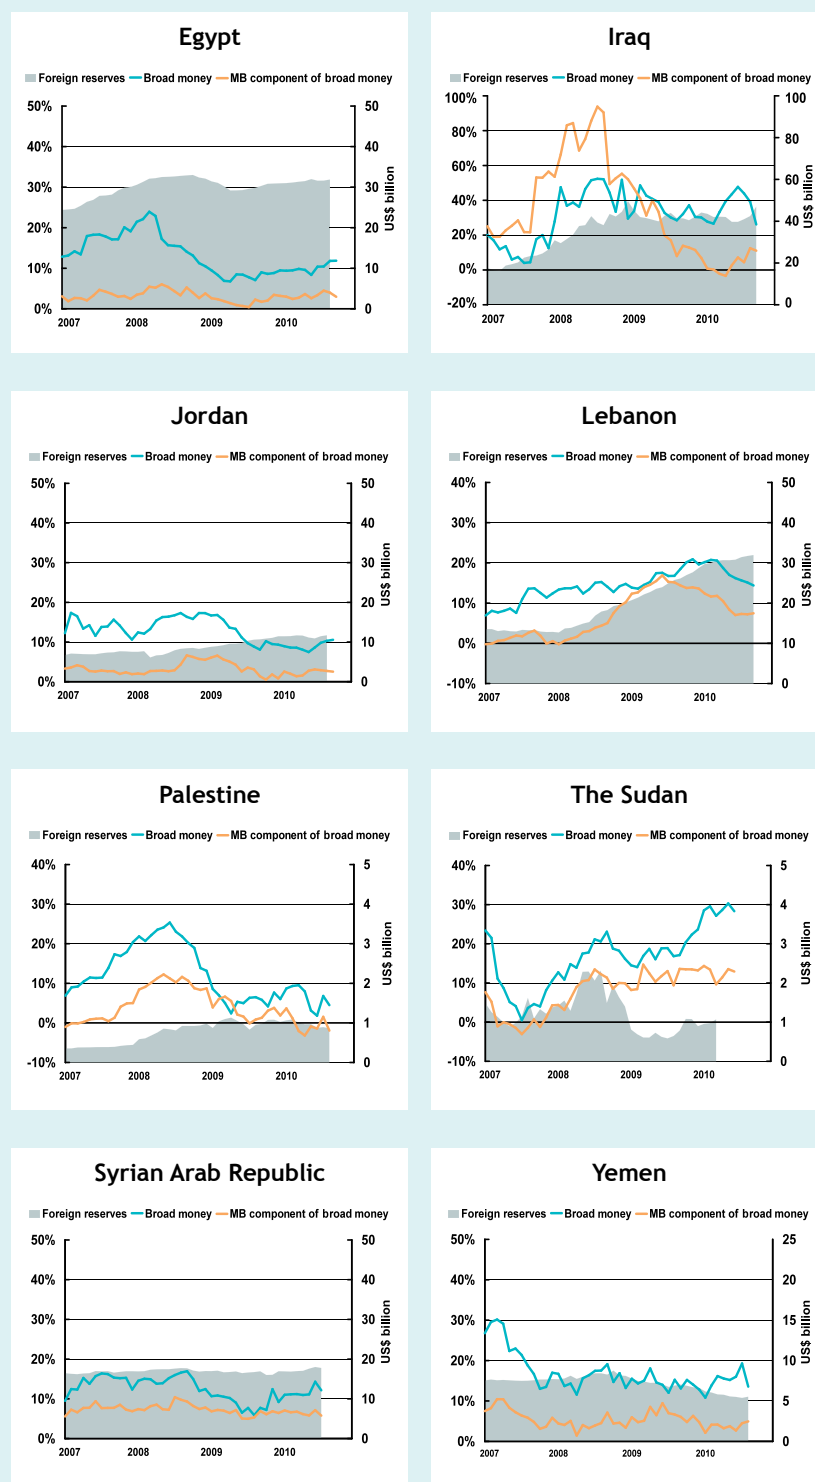 Egypt
Foreign reserves Broad money MB component of broad money
50% 50
40% 40
30% 30
20% 20
10% 10
0% 0
US$ billion
2007 2008 2009 2010
Iraq
Foreign reserves Broad money MB component of broad money
100% 100
80% 80
60% 60
40% 40
20% 20
0%
-20% 0
US$ billion
2007 2008 2009 2010
Jordan
Foreign reserves Broad money MB component of broad money
50% 50
40% 40
30% 30
20% 20
10% 10
0% 0
US$ billion
2007 2008 2009 2010
Lebanon
Foreign reserves Broad money MB component of broad money
40% 50
30% 40
20% 30
10% 20
0% 10
-10% 0
US$ billion
2007 2008 2009 2010
Palestine
Foreign reserves Broad money MB component of broad money
40% 5
30% 4
20% 3
10% 2
0% 1
-10% 0
US$ billion
2007 2008 2009 2010
The Sudan
Foreign reserves Broad money MB component of broad money
40% 5
30% 4
20% 3
10% 2
0% 1
-10% 0
US$ billion
2007 2008 2009 2010
Syrian Arab Republic
Foreign reserves Broad money MB component of broad money
50% 50
40% 40
30% 30
20% 20
10% 10
0% 0
US$ billion
2007 2008 2009 2010
Yemen
Foreign reserves Broad money MB component of broad money
50% 25
40% 20
30% 15
20% 10
10% 5
0% 0
US$ billion
2007 2008 2009 2010